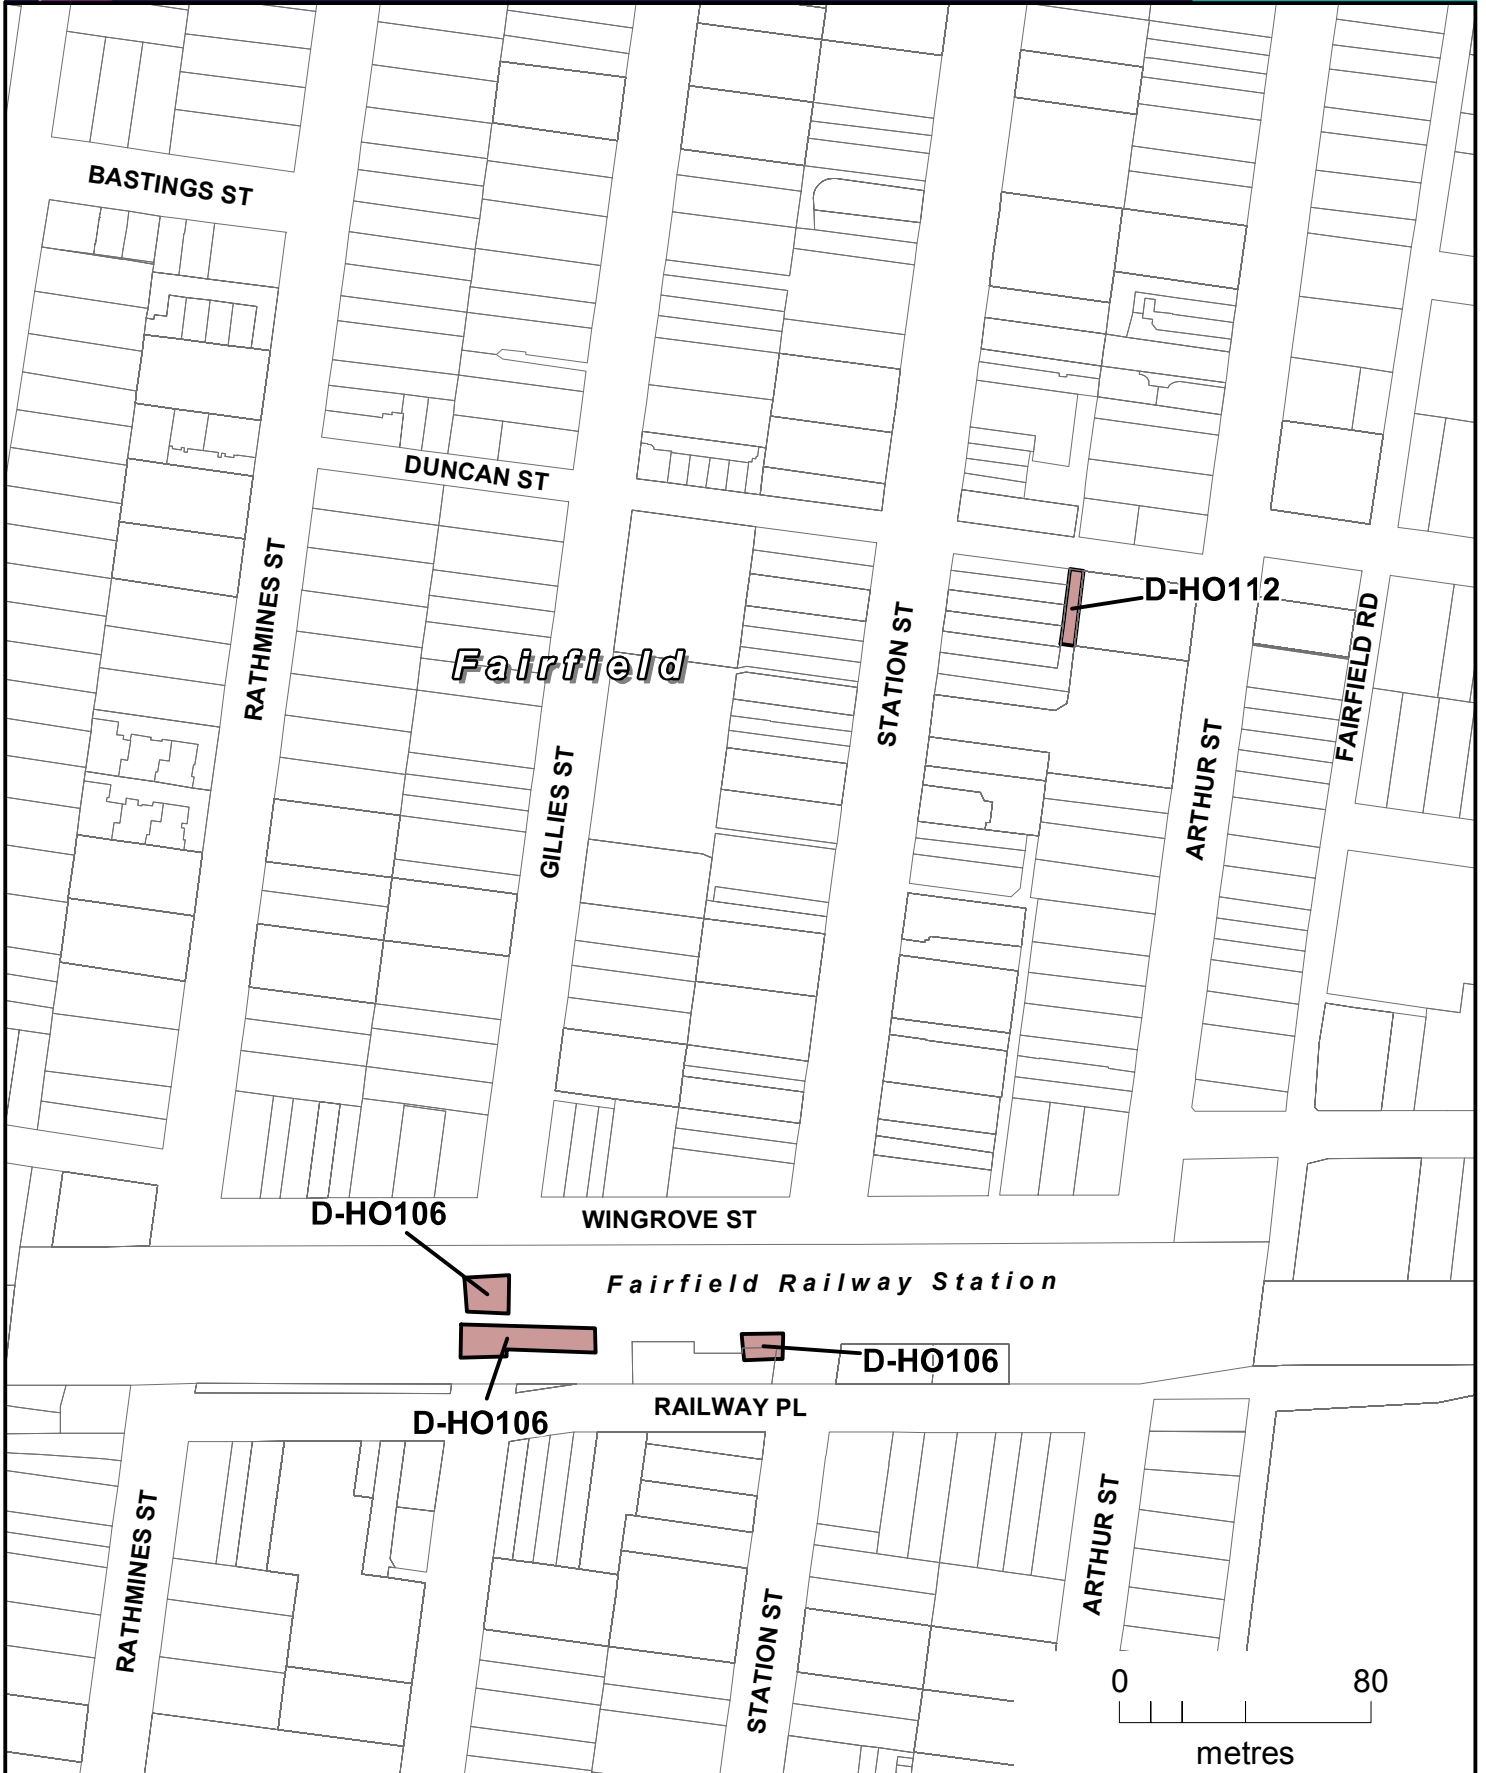 BASTINGS ST
DUNCAN ST
RATHMINES ST
D-HO112
Fairfield
STATION ST
FAIRFIELD RD
GILLIES ST
ARTHUR ST
D-HO106
WINGROVE ST
Fairfield Railway Station
D-HO106
D-HO106
RAILWAY PL
RATHMINES ST
ARTHUR ST
STATION ST
0 80
metres